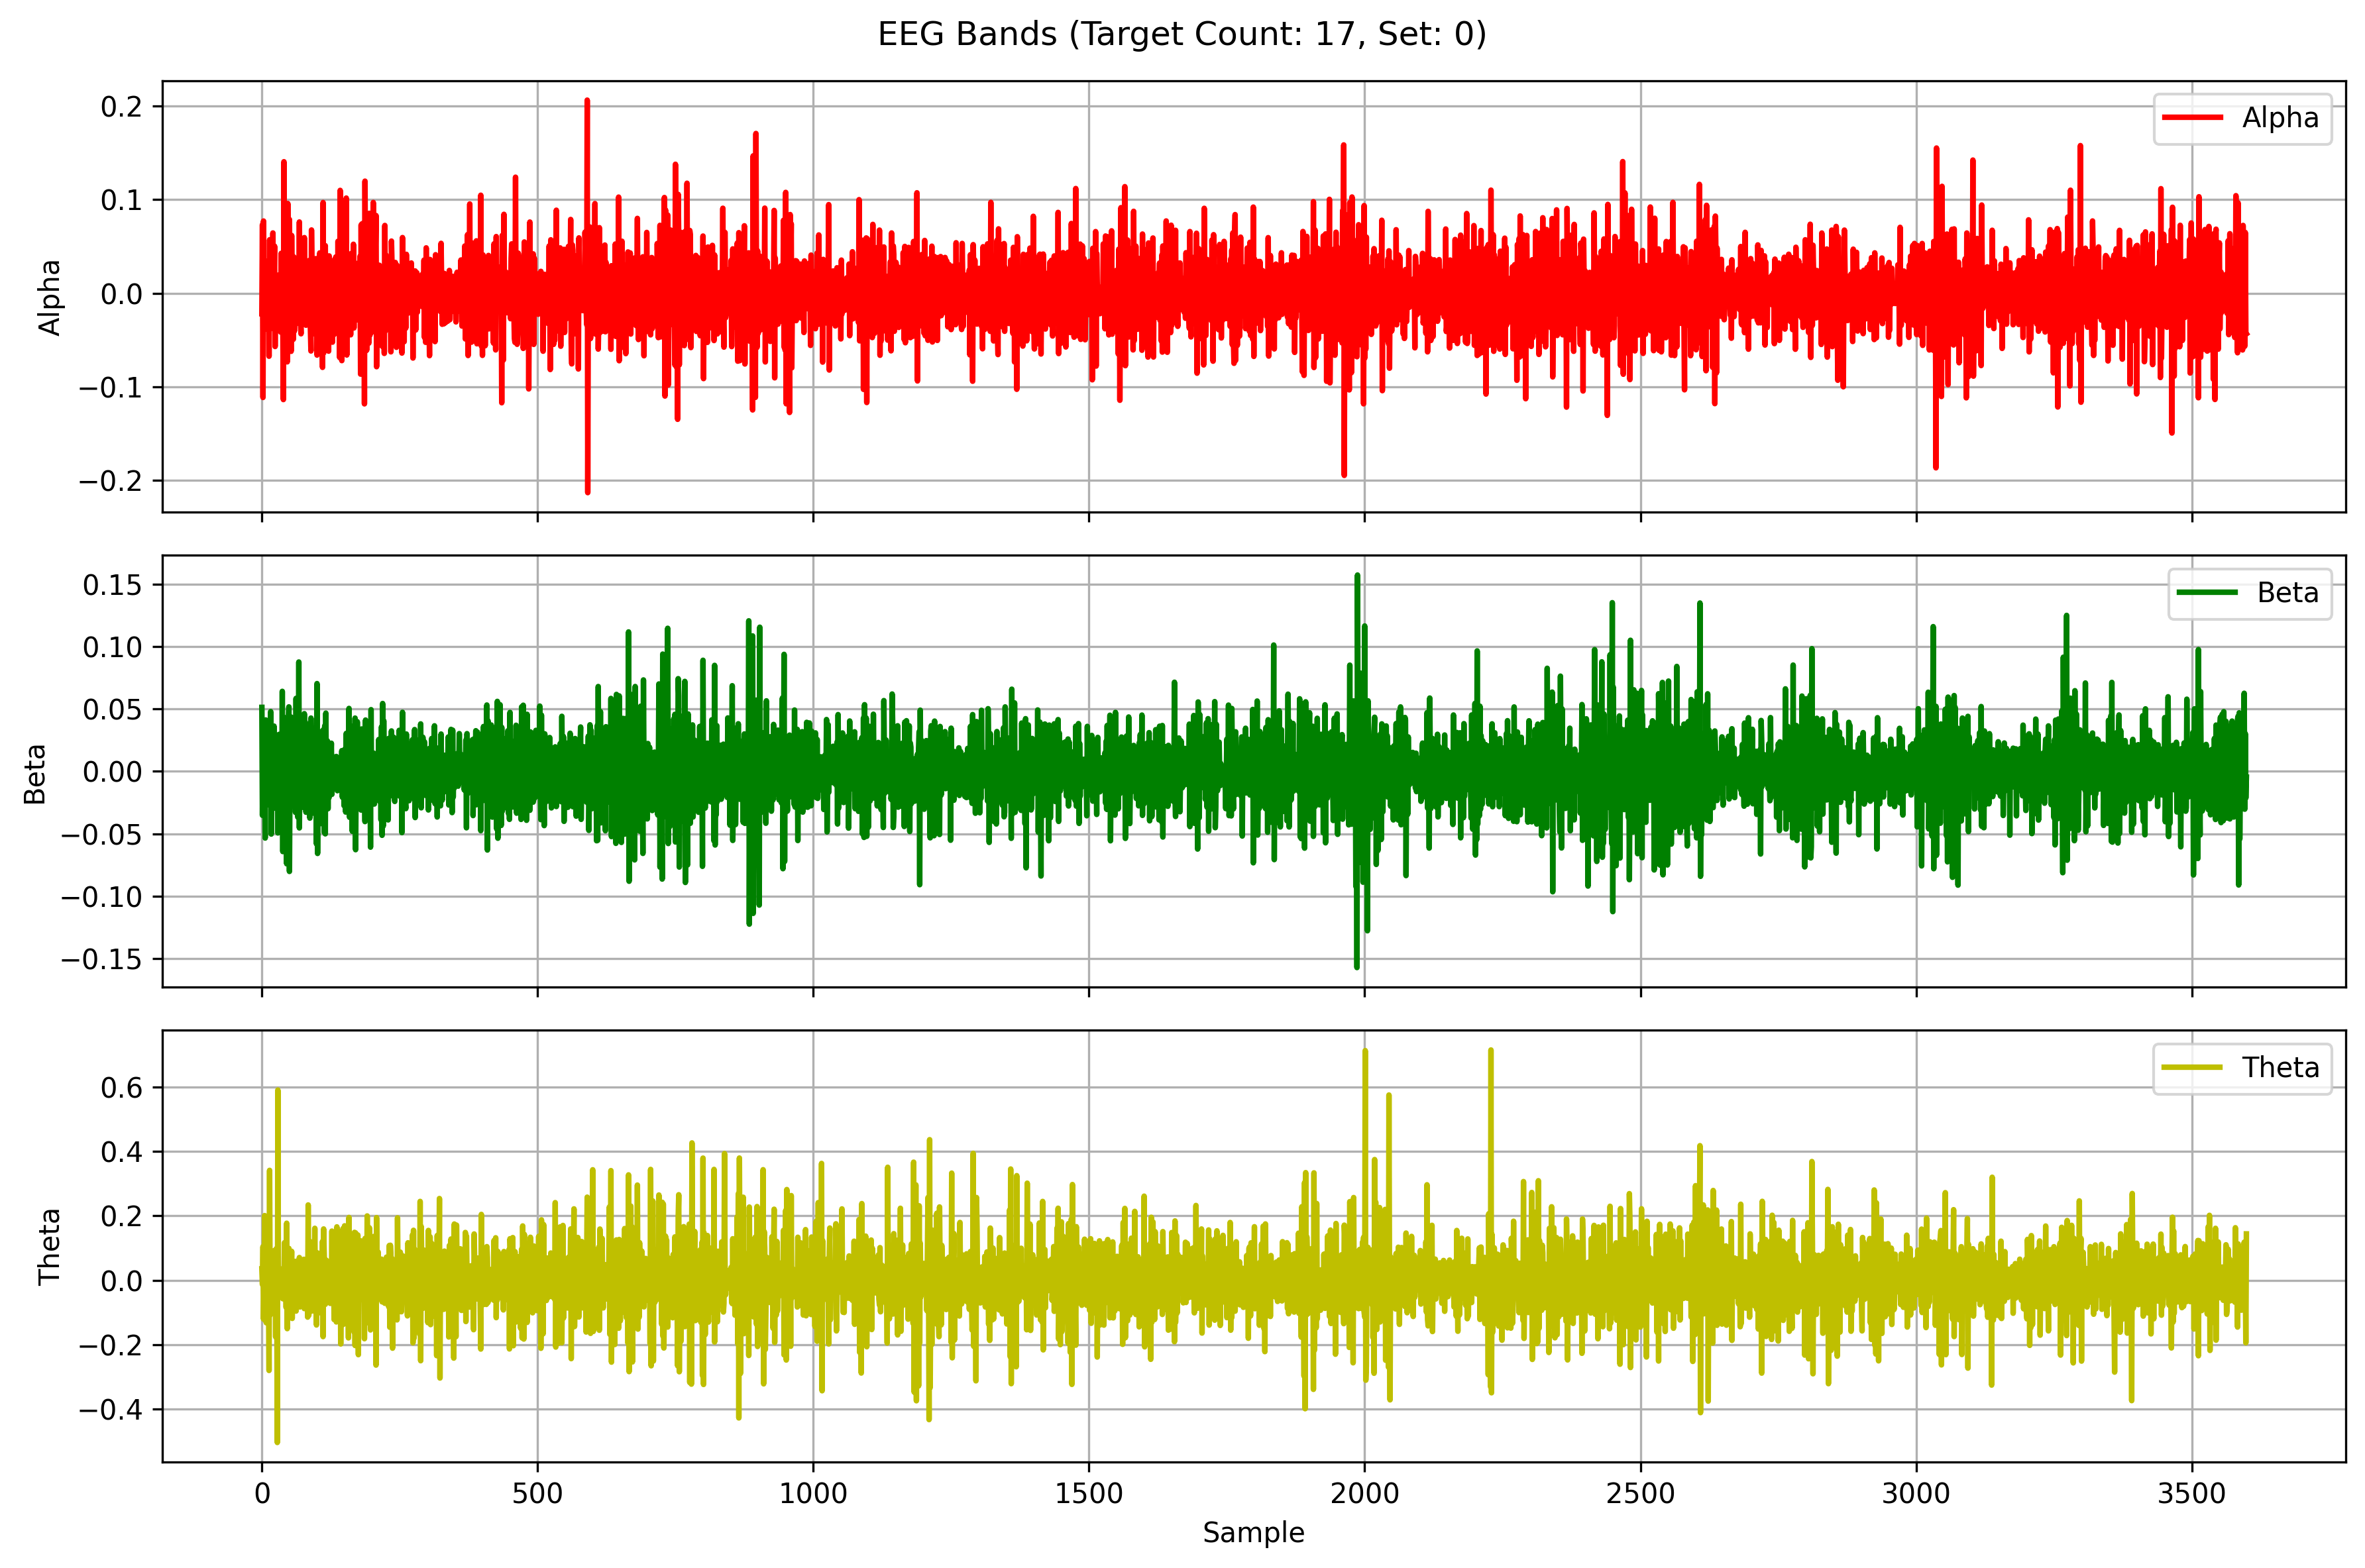 EEG Bands (Target Count: 17, Set: 0)
0.2
0.1
0.0
−0.1
−0.2
Alpha
Alpha
0.15
0.10
0.05
0.00
−0.05
−0.10
−0.15
Beta
Beta
0.6
0.4
0.2
0.0
−0.2
−0.4
Theta
Theta
0 500 1000 1500 2000 2500 3000 3500
Sample